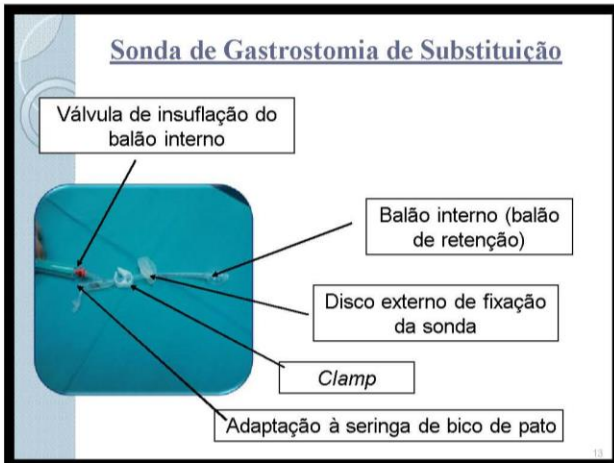 Sonda de Gastrostomia de Substituição
Válvula de insuflação do
balão interno
Balão interno (balão
de retenção)
Disco externo de fixação
da sonda
Clamp
Adaptação à seringa de bico de pato
13